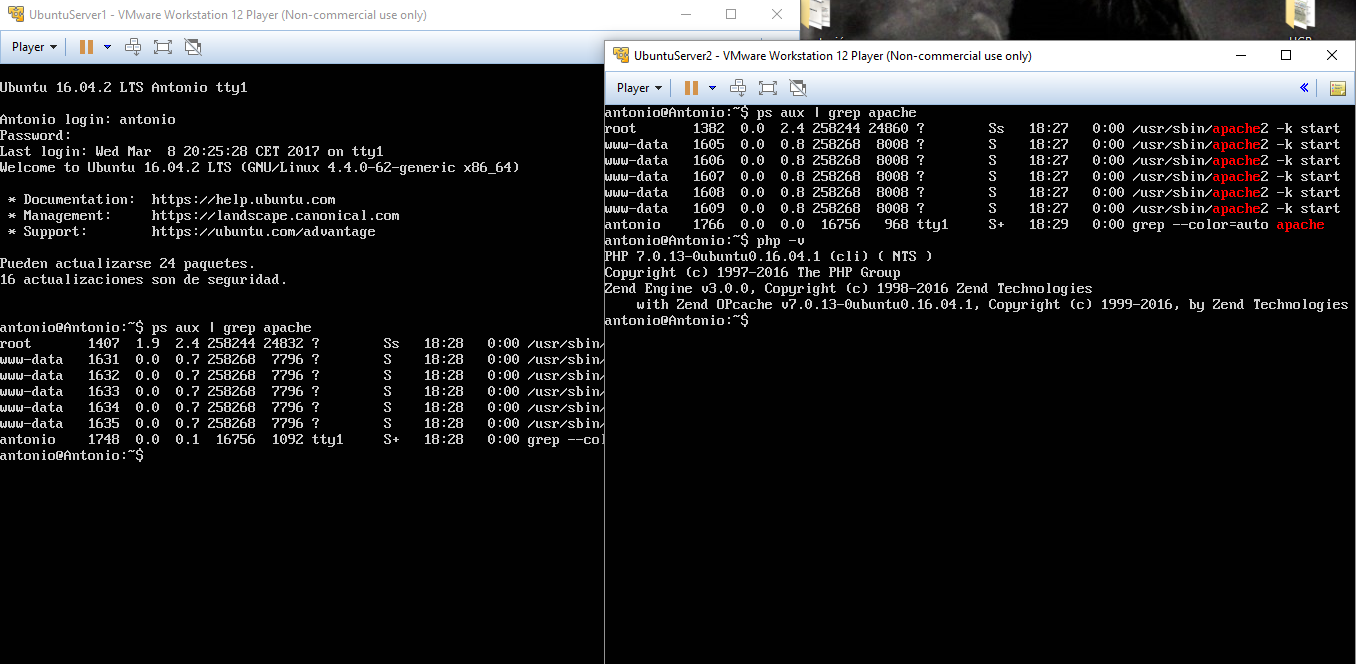 UbuntuServer1 - VMware Workstation 12 Player (Non-commercial use only)
Player
Ubuntu 16.04.2 LTS Antonio tty1
Antonio login: antonio
Password:
Last login: Wed Mar  8 20:25:28 CET 2017 on tty1
Welcome to Ubuntu 16.04.2 LTS (GNU/Linux 4.4.0-62-generic x86_64)
 * Documentation:  https://help.ubuntu.com
 * Management:     https://landscape.canonical.com
 * Support:        https://ubuntu.com/advantage
Pueden actualizarse 24 paquetes.
16 actualizaciones son de seguridad.
antonio@Antonio:~$ ps aux | grep apache
root       1407  1.9  2.4 258244 24832 ?        Ss   18:28   0:00 /usr/sbin/
www-data   1631  0.0  0.7 258268  7796 ?        S    18:28   0:00 /usr/sbin/
www-data   1632  0.0  0.7 258268  7796 ?        S    18:28   0:00 /usr/sbin/
www-data   1633  0.0  0.7 258268  7796 ?        S    18:28   0:00 /usr/sbin/
www-data   1634  0.0  0.7 258268  7796 ?        S    18:28   0:00 /usr/sbin/
www-data   1635  0.0  0.7 258268  7796 ?        S    18:28   0:00 /usr/sbin/
antonio    1748  0.0  0.1  16756  1092 tty1     S+   18:28   0:00 grep --col
antonio@Antonio:~$
UbuntuServer2 - VMware Workstation 12 Player (Non-commercial use only)
Player
antonio@Antonio:~$ ps aux | grep apache
root       1382  0.0  2.4 258244 24860 ?        Ss   18:27   0:00 /usr/sbin/apache2 -k start
www-data   1605  0.0  0.8 258268  8008 ?        S    18:27   0:00 /usr/sbin/apache2 -k start
www-data   1606  0.0  0.8 258268  8008 ?        S    18:27   0:00 /usr/sbin/apache2 -k start
www-data   1607  0.0  0.8 258268  8008 ?        S    18:27   0:00 /usr/sbin/apache2 -k start
www-data   1608  0.0  0.8 258268  8008 ?        S    18:27   0:00 /usr/sbin/apache2 -k start
www-data   1609  0.0  0.8 258268  8008 ?        S    18:27   0:00 /usr/sbin/apache2 -k start
antonio    1766  0.0  0.0  16756   968 tty1     S+   18:29   0:00 grep --color=auto apache
antonio@Antonio:~$ php -v
PHP 7.0.13-0ubuntu0.16.04.1 (cli) ( NTS )
Copyright (c) 1997-2016 The PHP Group
Zend Engine v3.0.0, Copyright (c) 1998-2016 Zend Technologies
    with Zend OPcache v7.0.13-0ubuntu0.16.04.1, Copyright (c) 1999-2016, by Zend Technologies
antonio@Antonio:~$